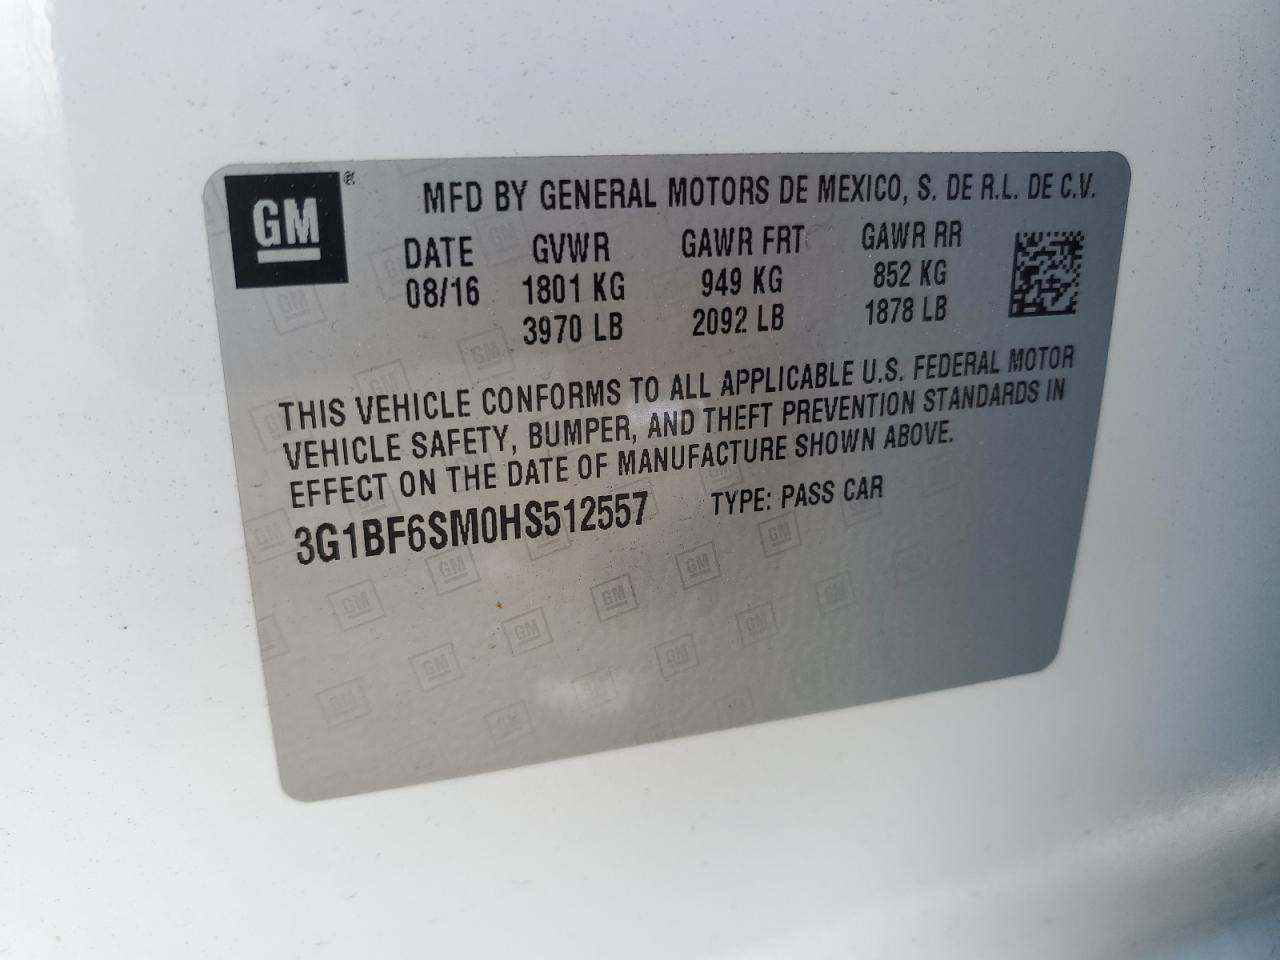 GM
MFD BY GENERAL MOTORS DE MEXICO, S. DE R.L. DE C.V.
DATE GVWR GAWR FRT GAWR RR
08/16 1801 KG 949 KG 852 KG
3970 LB 2092 LB 1878 LB
THIS VEHICLE CONFORMS TO ALL APPLICABLE U.S. FEDERAL MOTOR
VEHICLE SAFETY, BUMPER, AND THEFT PREVENTION STANDARDS IN
EFFECT ON THE DATE OF MANUFACTURE SHOWN ABOVE.
3G1BF6SM0HS512557 TYPE: PASS CAR